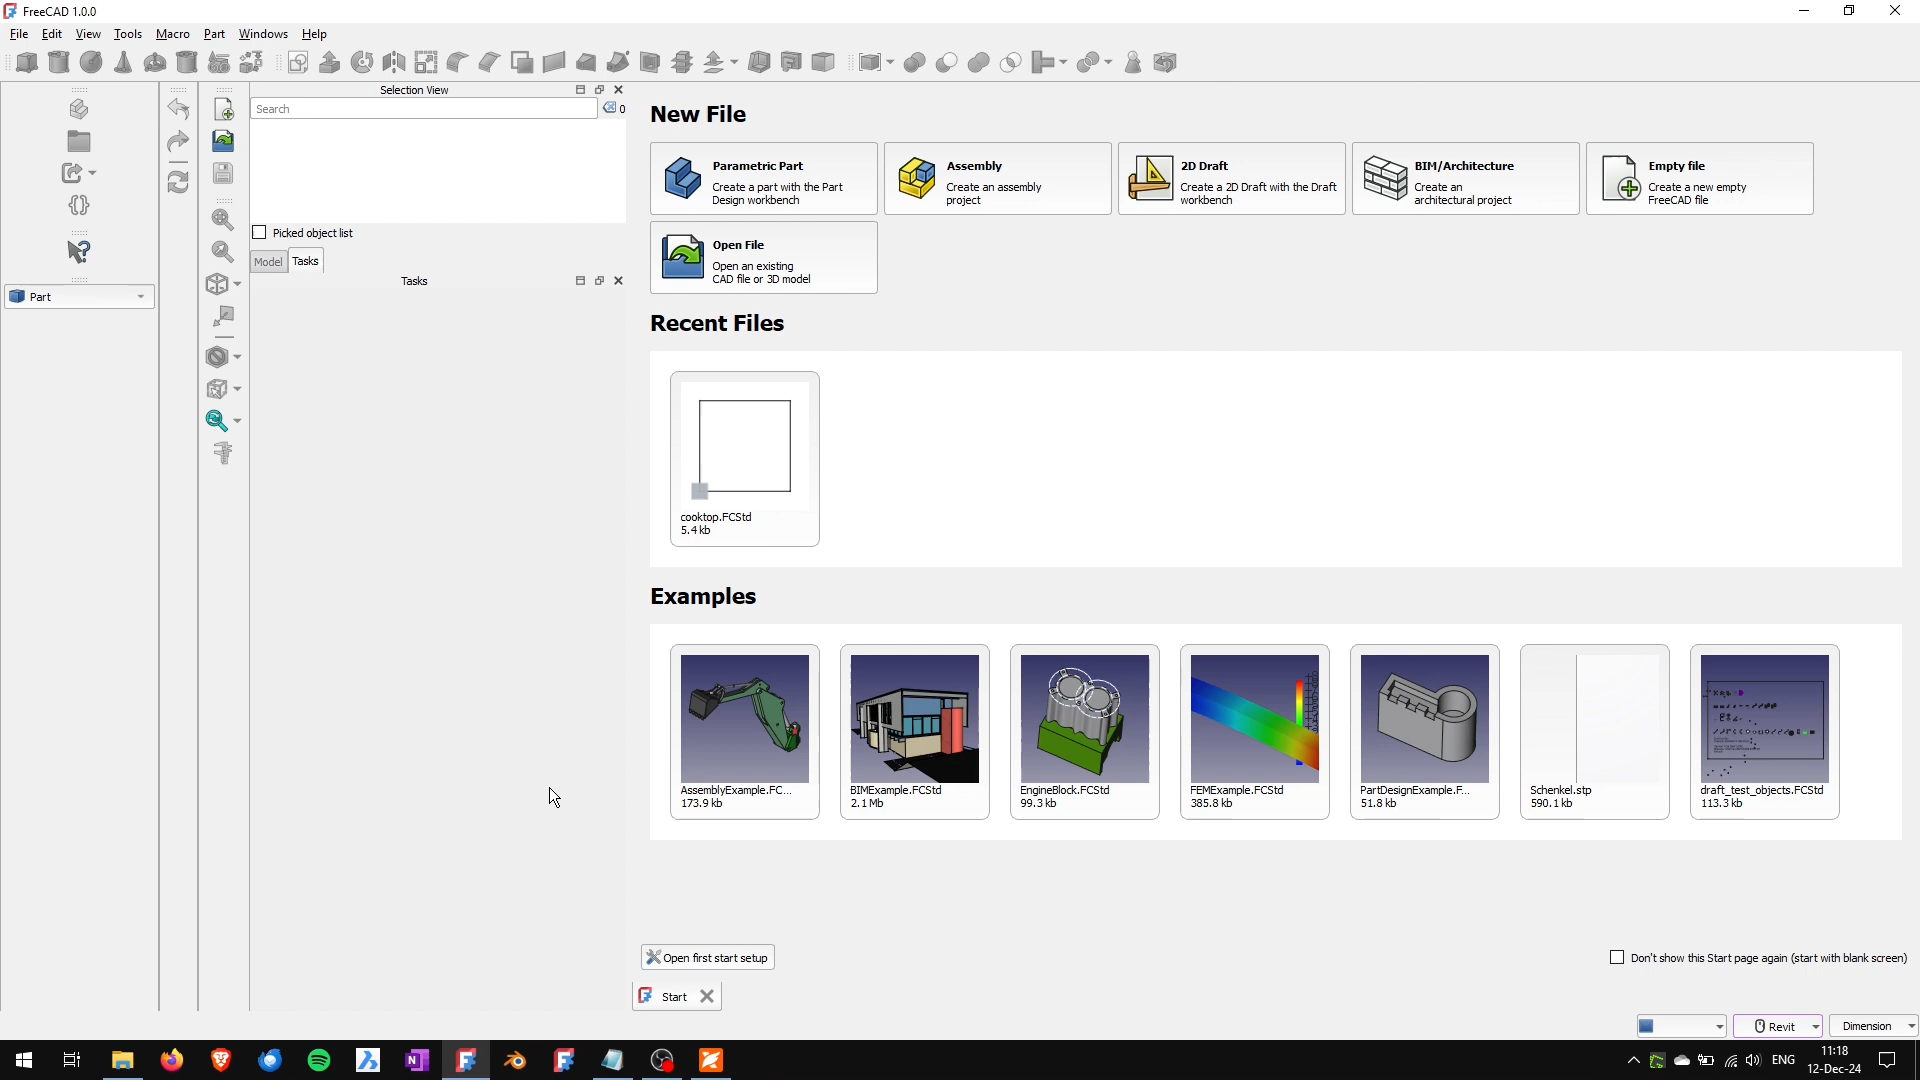 FreeCAD 1.0.0
File Edit View Tools Macro Part Windows Help
Selection View
Search
0
Picked object list
Model Tasks
Tasks
Part
New File
Parametric Part
Create a part with the Part
Design workbench
Assembly
Create an assembly
project
2D Draft
Create a 2D Draft with the Draft
workbench
BIM/Architecture
Create an
architectural project
Empty file
Create a new empty
FreeCAD file
Open File
Open an existing
CAD file or 3D model
Recent Files
cooktop.FCStd
5.4 kb
Examples
AssemblyExample.FC...
173.9 kb
BIMExample.FCStd
2.1 Mb
EngineBlock.FCStd
99.3 kb
FEMExample.FCStd
385.8 kb
PartDesignExample.F...
51.8 kb
Schenkel.stp
590.1 kb
draft_test_objects.FCStd
113.3 kb
Open first start setup
Don't show this Start page again (start with blank screen)
Start
Revit
Dimension
ENG
11:18
12-Dec-24